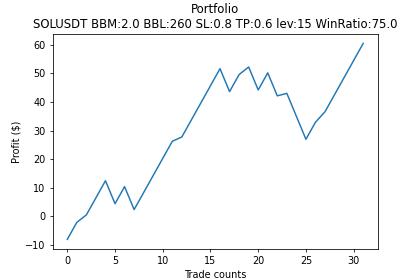 Portfolio
SOLUSDT BBM:2.0 BBL:260 SL:0.8 TP:0.6 lev:15 WinRatio:75.0
60
50
40
30
20
10
0
−10
Profit ($)
0 5 10 15 20 25 30
Trade counts